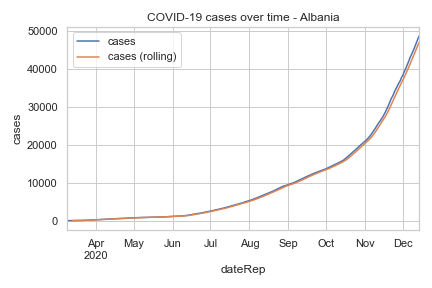 COVID-19 cases over time - Albania
cases
cases (rolling)
50000
40000
30000
20000
10000
0
cases
Apr May Jun Jul Aug Sep Oct Nov Dec
2020
dateRep